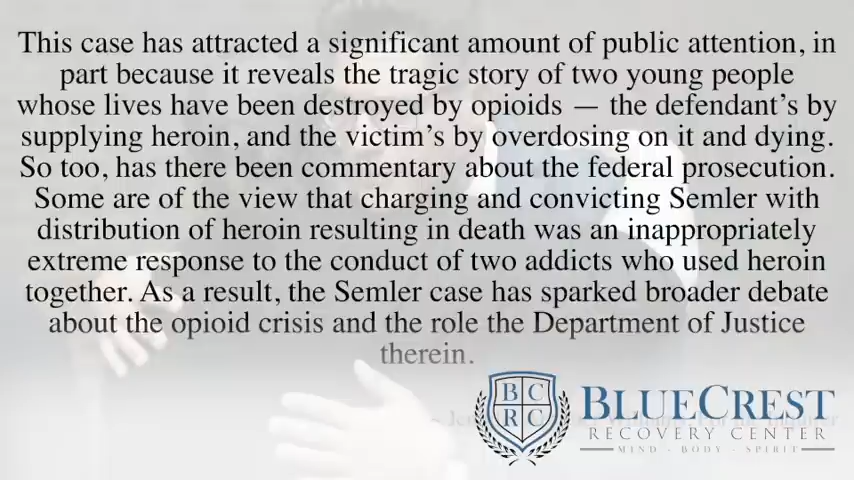 This case has attracted a significant amount of public attention, in
part because it reveals the tragic story of two young people
whose lives have been destroyed by opioids — the defendant’s by
supplying heroin, and the victim’s by overdosing on it and dying.
So too, has there been commentary about the federal prosecution.
Some are of the view that charging and convicting Semler with
distribution of heroin resulting in death was an inappropriately
extreme response to the conduct of two addicts who used heroin
together. As a result, the Semler case has sparked broader debate
about the opioid crisis and the role the Department of Justice
therein.
BC
RC
BLUECREST
RECOVERY CENTER
MIND · BODY · SPIRIT